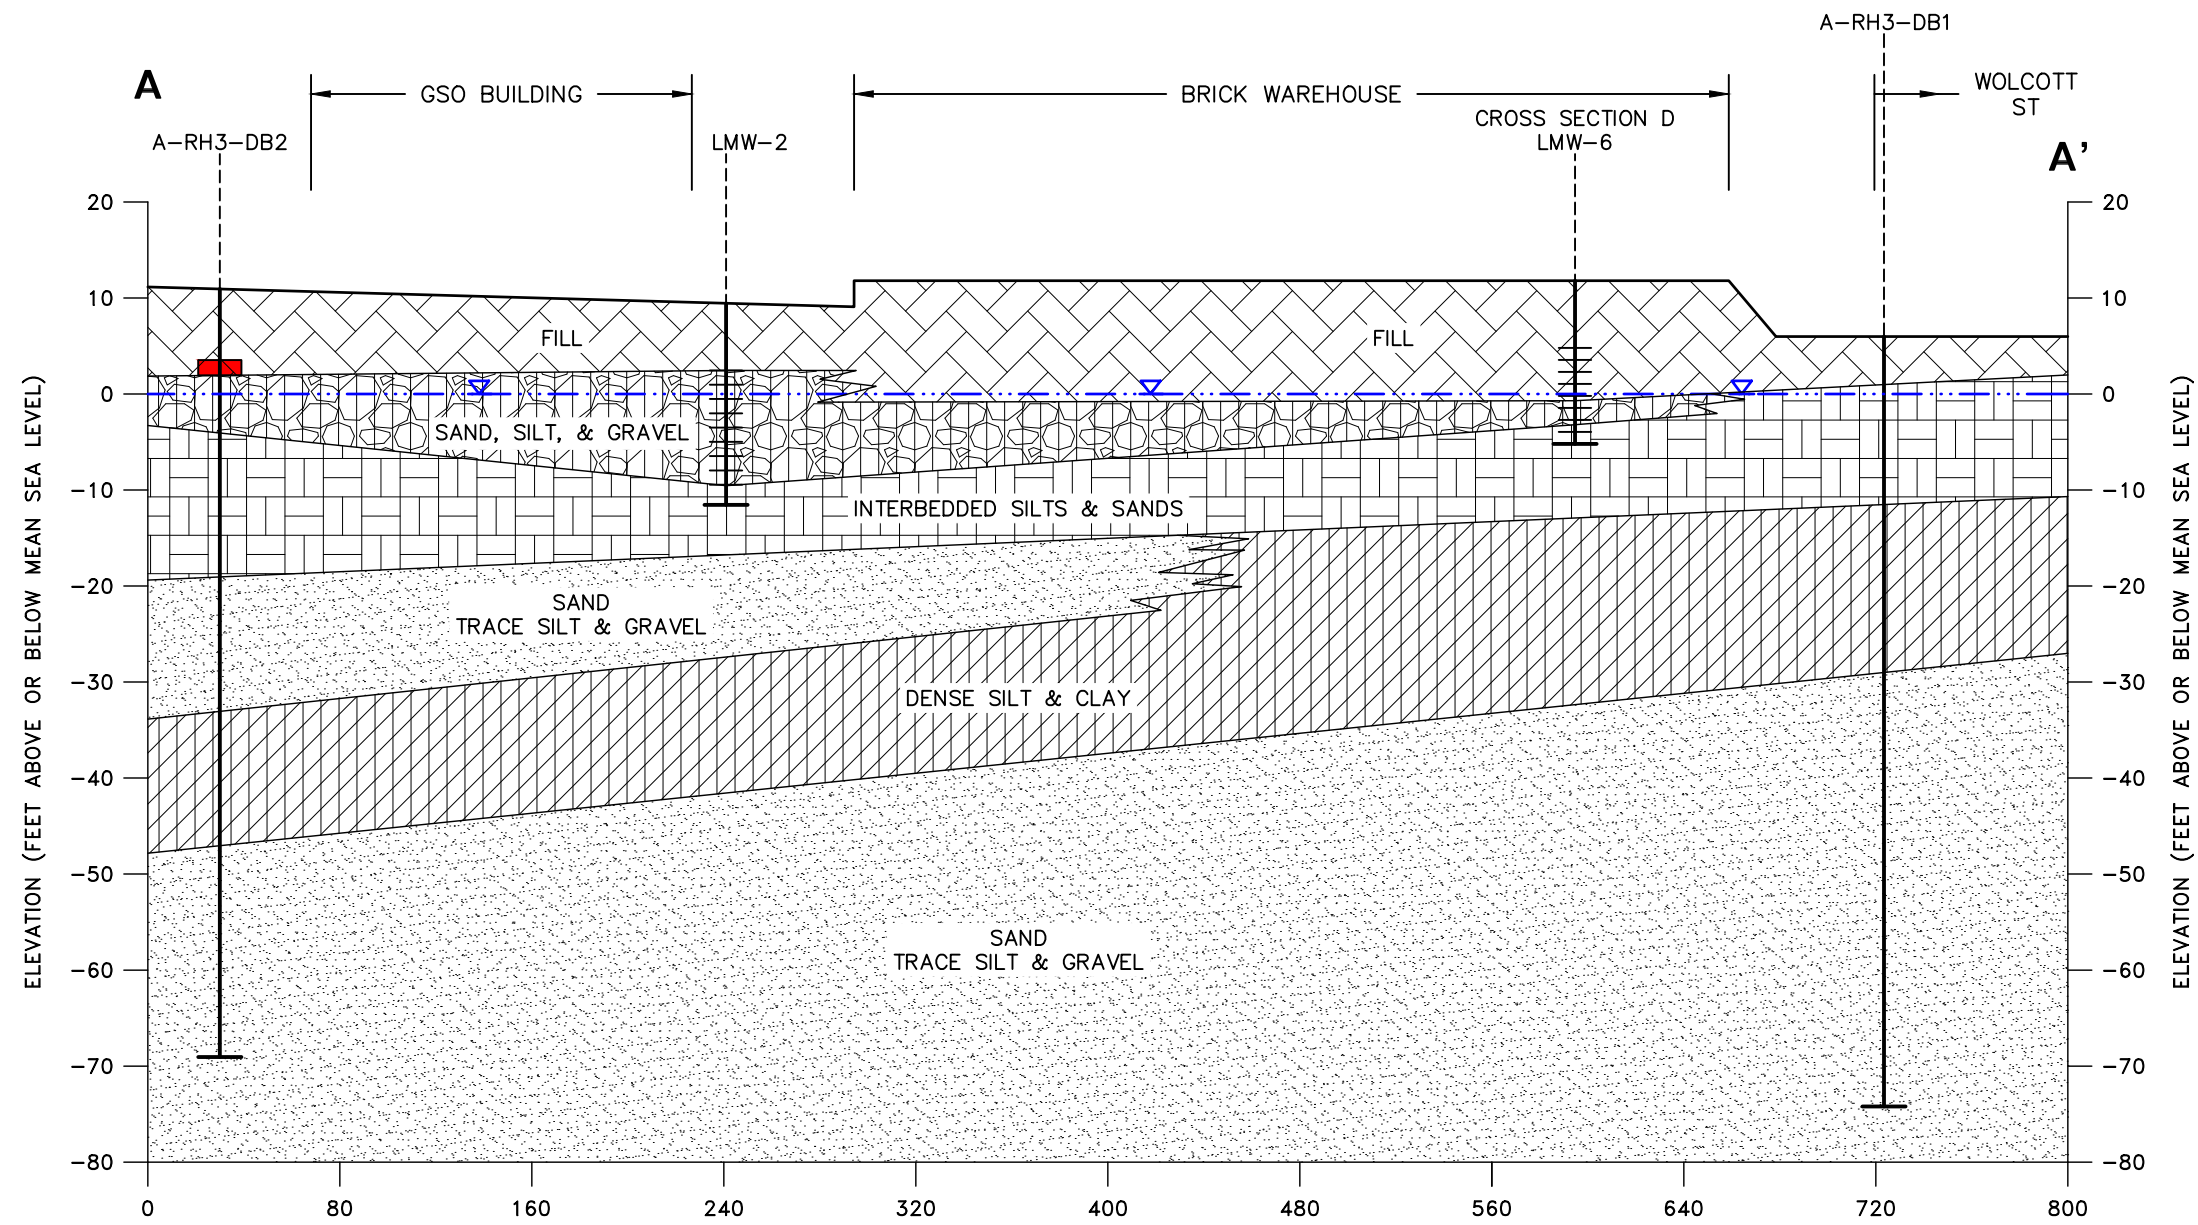 A-RH3-DB1
A
GSO BUILDING
BRICK WAREHOUSE
WOLCOTT
ST
CROSS SECTION D
A-RH3-DB2
LMW-2
LMW-6
A'
20
20
10
10
FILL
FILL
0
0
SAND, SILT, & GRAVEL
-10
-10
INTERBEDDED SILTS & SANDS
-20
-20
SAND
TRACE SILT & GRAVEL
-30
-30
DENSE SILT & CLAY
-40
-40
-50
-50
SAND
TRACE SILT & GRAVEL
-60
-60
-70
-70
-80
-80
0 80 160 240 320 400 480 560 640 720 800
ELEVATION (FEET ABOVE OR BELOW MEAN SEA LEVEL)
ELEVATION (FEET ABOVE OR BELOW MEAN SEA LEVEL)